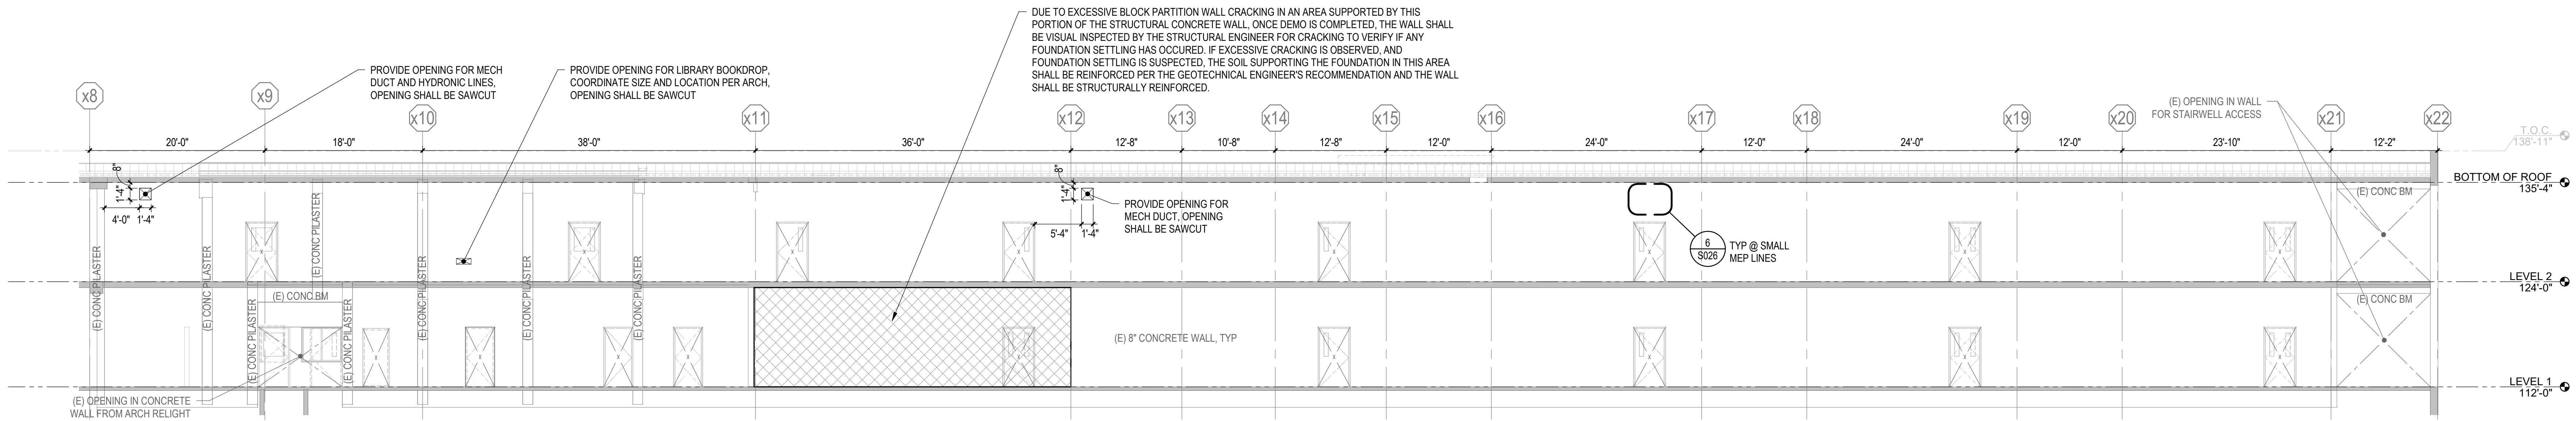 DUE TO EXCESSIVE BLOCK PARTITION WALL CRACKING IN AN AREA SUPPORTED BY THIS
PORTION OF THE STRUCTURAL CONCRETE WALL, ONCE DEMO IS COMPLETED, THE WALL SHALL
BE VISUAL INSPECTED BY THE STRUCTURAL ENGINEER FOR CRACKING TO VERIFY IF ANY
FOUNDATION SETTLING HAS OCCURED. IF EXCESSIVE CRACKING IS OBSERVED, AND
FOUNDATION SETTLING IS SUSPECTED, THE SOIL SUPPORTING THE FOUNDATION IN THIS AREA
SHALL BE REINFORCED PER THE GEOTECHNICAL ENGINEER'S RECOMMENDATION AND THE WALL
SHALL BE STRUCTURALLY REINFORCED.
PROVIDE OPENING FOR MECH
DUCT AND HYDRONIC LINES,
OPENING SHALL BE SAWCUT
PROVIDE OPENING FOR LIBRARY BOOKDROP,
COORDINATE SIZE AND LOCATION PER ARCH,
OPENING SHALL BE SAWCUT
(E) OPENING IN WALL
FOR STAIRWELL ACCESS
x8
x9
x10
x11
x12
x13
x14
x15
x16
x17
x18
x19
x20
x21
x22
T.O.C.
138'-11"
20'-0"
18'-0"
38'-0"
36'-0"
12'-8"
10'-8"
12'-8"
12'-0"
24'-0"
12'-0"
24'-0"
12'-0"
23'-10"
12'-2"
8"
1'-4"
4'-0"
1'-4"
8"
1'-4"
5'-4"
1'-4"
PROVIDE OPENING FOR
MECH DUCT, OPENING
SHALL BE SAWCUT
6
S026
TYP @ SMALL
MEP LINES
BOTTOM OF ROOF
135'-4"
(E) CONC BM
LEVEL 2
124'-0"
(E) CONC BM
(E) CONC PILASTER
(E) CONC PILASTER
(E) CONC PILASTER
(E) CONC PILASTER
(E) CONC PILASTER
(E) CONC PILASTER
(E) CONC BM
(E) CONC PILASTER
(E) CONC PILASTER
(E) 8" CONCRETE WALL, TYP
LEVEL 1
112'-0"
(E) OPENING IN CONCRETE
WALL FROM ARCH RELIGHT